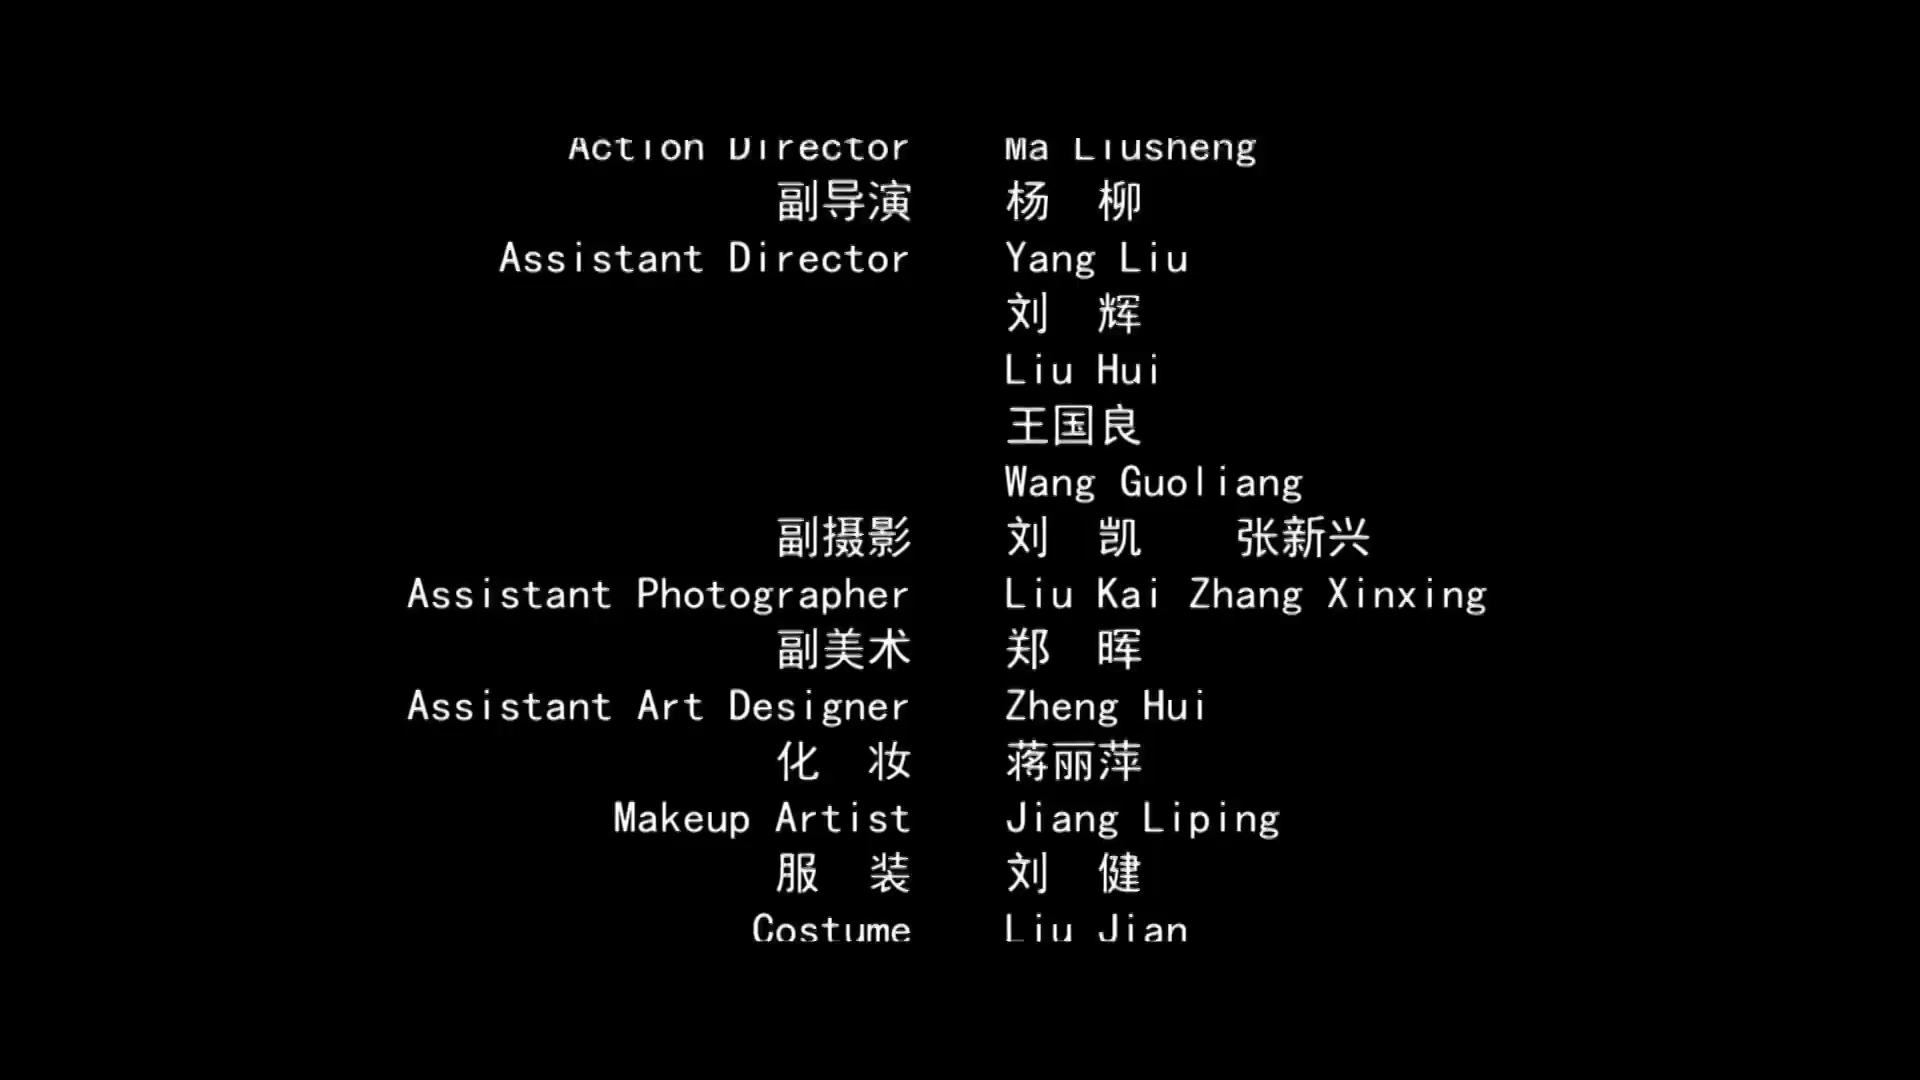 Action Director Ma Liusheng
副导演 杨 柳
Assistant Director Yang Liu
刘 辉
Liu Hui
王国良
Wang Guoliang
副摄影 刘 凯 张新兴
Assistant Photographer Liu Kai Zhang Xinxing
副美术 郑 晖
Assistant Art Designer Zheng Hui
化 妆 蒋丽萍
Makeup Artist Jiang Liping
服 装 刘 健
Costume Liu Jian